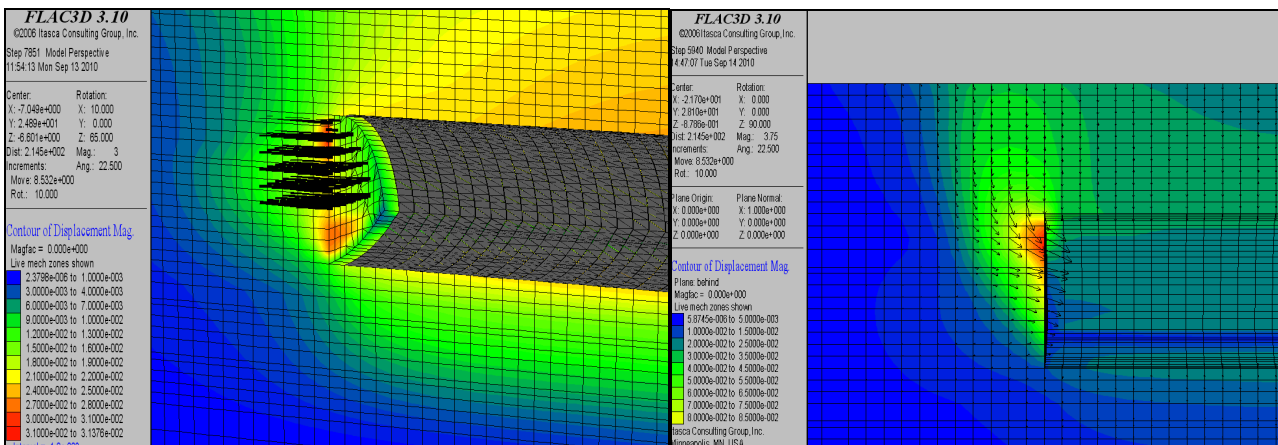 FLAC3D 3.10
©2006 Itasca Consulting Group, Inc.
Step 7851 Model Perspective
11:54:13 Mon Sep 13 2010
Center: Rotation:
X: -7.049e+000 X: 10.000
Y: 2.489e+001 Y: 0.000
Z: -6.601e+000 Z: 65.000
Dist: 2.145e+002 Mag.: 3
Increments: Ang.: 22.500
Move: 8.532e+000
Rot.: 10.000
Contour of Displacement Mag.
Magfac = 0.000e+000
Live mech zones shown
2.3798e-006 to 1.0000e-003
3.0000e-003 to 4.0000e-003
6.0000e-003 to 7.0000e-003
9.0000e-003 to 1.0000e-002
1.2000e-002 to 1.3000e-002
1.5000e-002 to 1.6000e-002
1.8000e-002 to 1.9000e-002
2.1000e-002 to 2.2000e-002
2.4000e-002 to 2.5000e-002
2.7000e-002 to 2.8000e-002
3.0000e-002 to 3.1000e-002
3.1000e-002 to 3.1376e-002
FLAC3D 3.10
©2006 Itasca Consulting Group, Inc.
Step 5940 Model Perspective
14:47:07 Tue Sep 14 2010
Center: Rotation:
X: -2.170e+001 X: 0.000
Y: 2.810e+001 Y: 0.000
Z: -8.786e-001 Z: 90.000
Dist: 2.145e+002 Mag.: 3.75
Increments: Ang.: 22.500
Move: 8.532e+000
Rot.: 10.000
Plane Origin: Plane Normal:
X: 0.000e+000 X: 1.000e+000
Y: 0.000e+000 Y: 0.000e+000
Z: 0.000e+000 Z: 0.000e+000
Contour of Displacement Mag.
Plane: behind
Magfac = 0.000e+000
Live mech zones shown
5.8745e-006 to 5.0000e-003
1.0000e-002 to 1.5000e-002
2.0000e-002 to 2.5000e-002
3.0000e-002 to 3.5000e-002
4.0000e-002 to 4.5000e-002
5.0000e-002 to 5.5000e-002
6.0000e-002 to 6.5000e-002
7.0000e-002 to 7.5000e-002
8.0000e-002 to 8.5000e-002
Itasca Consulting Group, Inc.
Minneapolis, MN USA